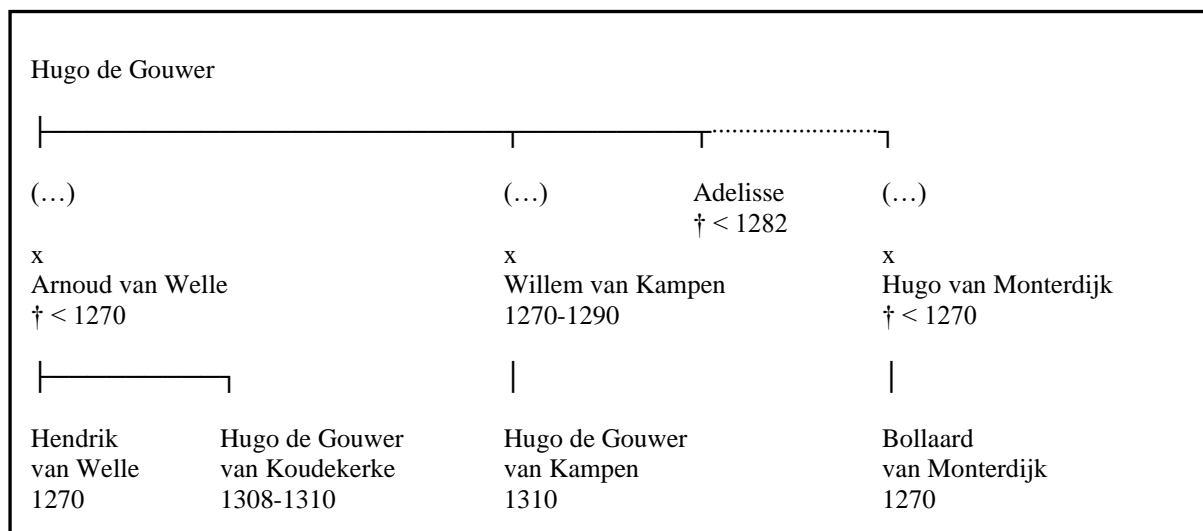 Hugo de Gouwer
(…) (…) Adelisse (…)
† < 1282
x x x
Arnoud van Welle Willem van Kampen Hugo van Monterdijk
† < 1270 1270-1290 † < 1270
Hendrik Hugo de Gouwer Hugo de Gouwer Bollaard
van Welle van Koudekerke van Kampen van Monterdijk
1270 1308-1310 1310 1270